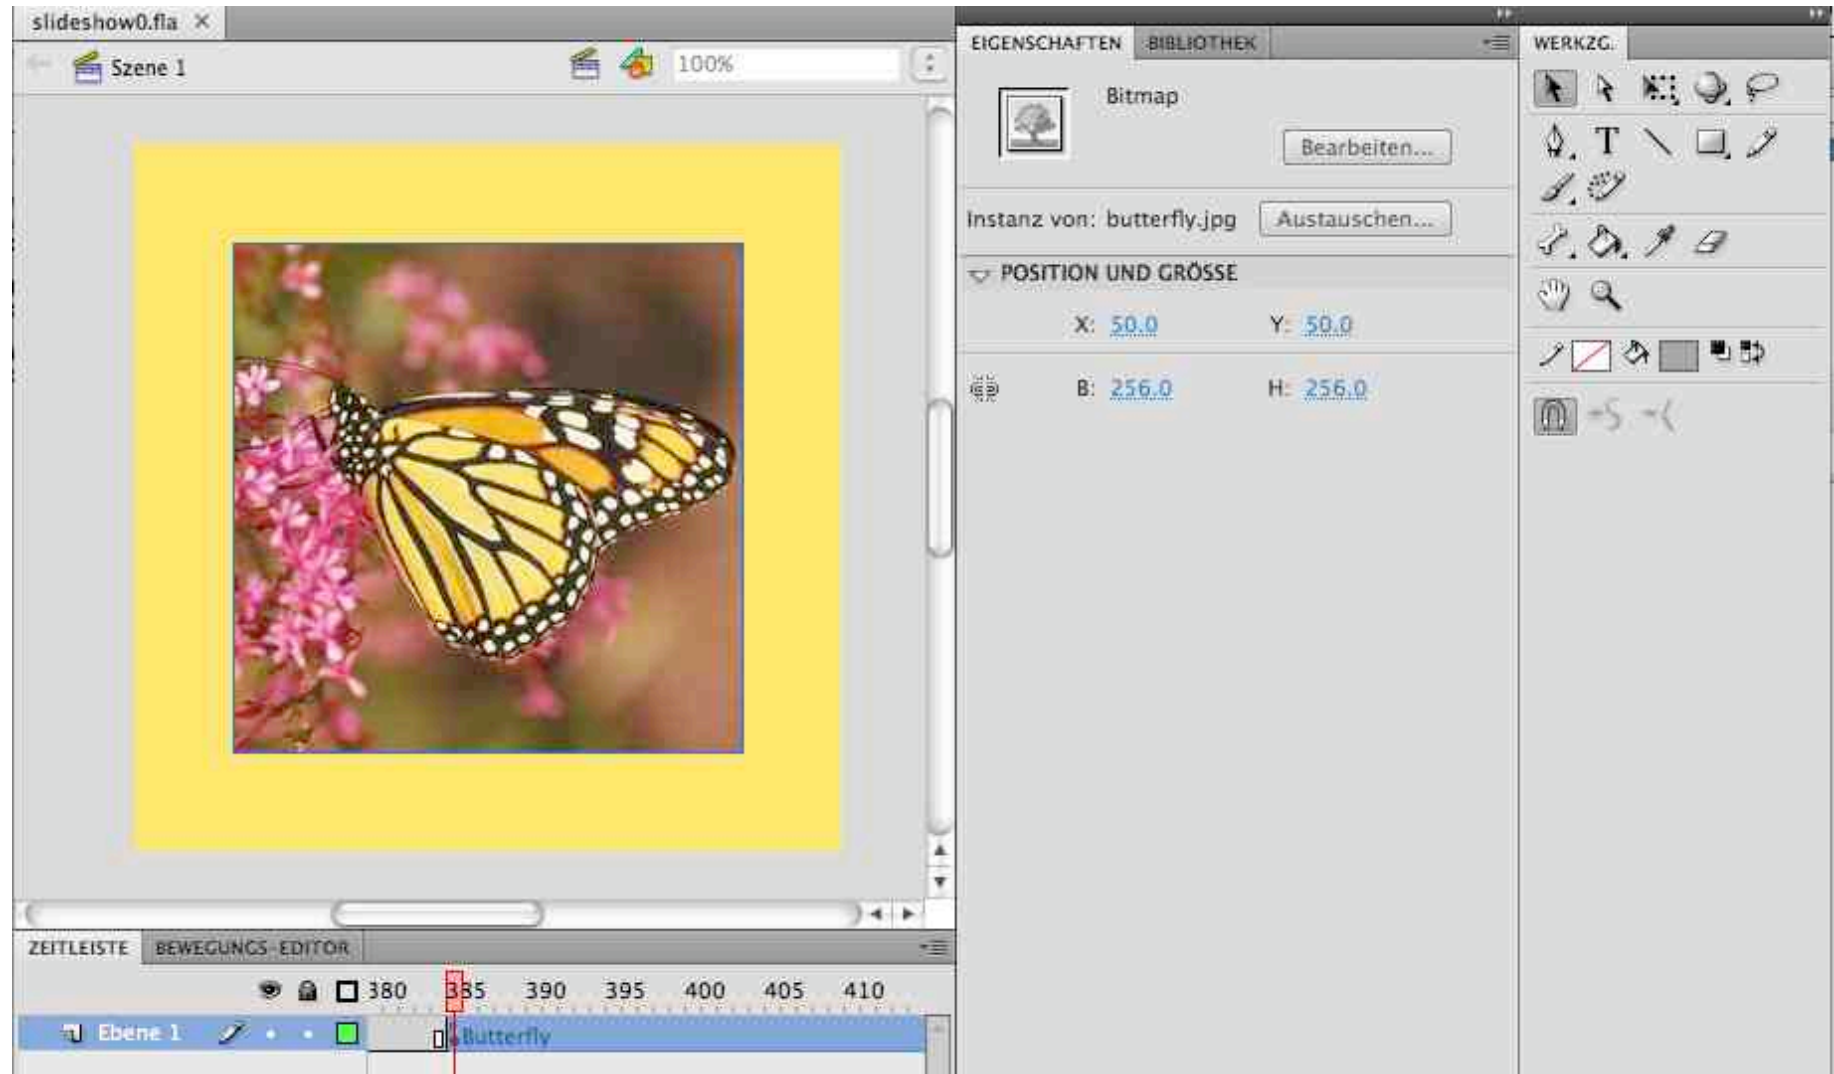 slideshow0.fla ×
Szene 1
100%
EIGENSCHAFTEN BIBLIOTHEK
Bitmap
Bearbeiten...
Instanz von: butterfly.jpg Austauschen...
POSITION UND GRÖSSE
X: 50.0 Y: 50.0
B: 256.0 H: 256.0
WERKZG.
T
ZEITLEISTE BEWEGUNGS-EDITOR
380 385 390 395 400 405 410
Ebene 1 Butterfly